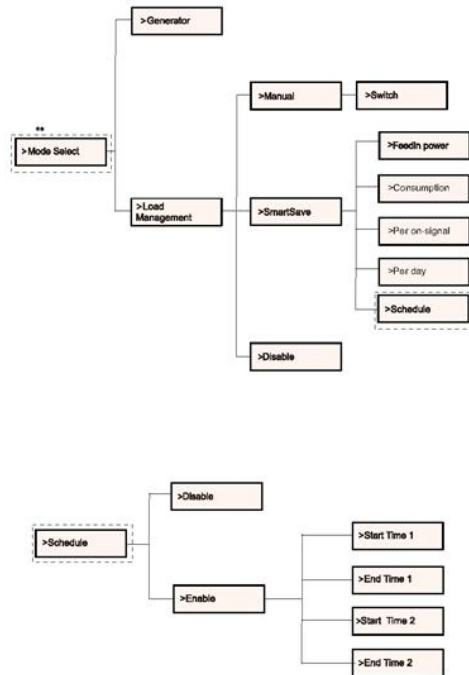 >Generator
>Manual
>Switch
**
>Mode Select
>FeedIn power
>Consumption
>Load
Management
>SmartSave
>Per on-signal
>Per day
>Schedule
>Disable
>Disable
>Schedule
>Start Time 1
>End Time 1
>Enable
>Start Time 2
>End Time 2